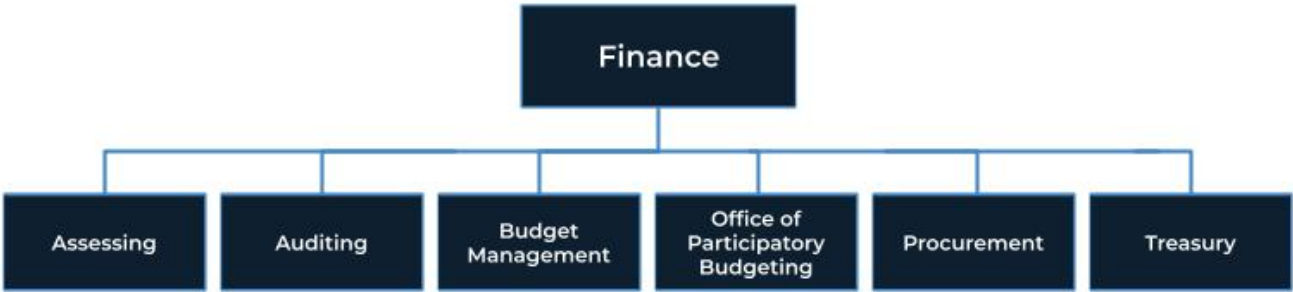 Finance
Assessing
Auditing
Budget
Management
Office of
Participatory
Budgeting
Procurement
Treasury